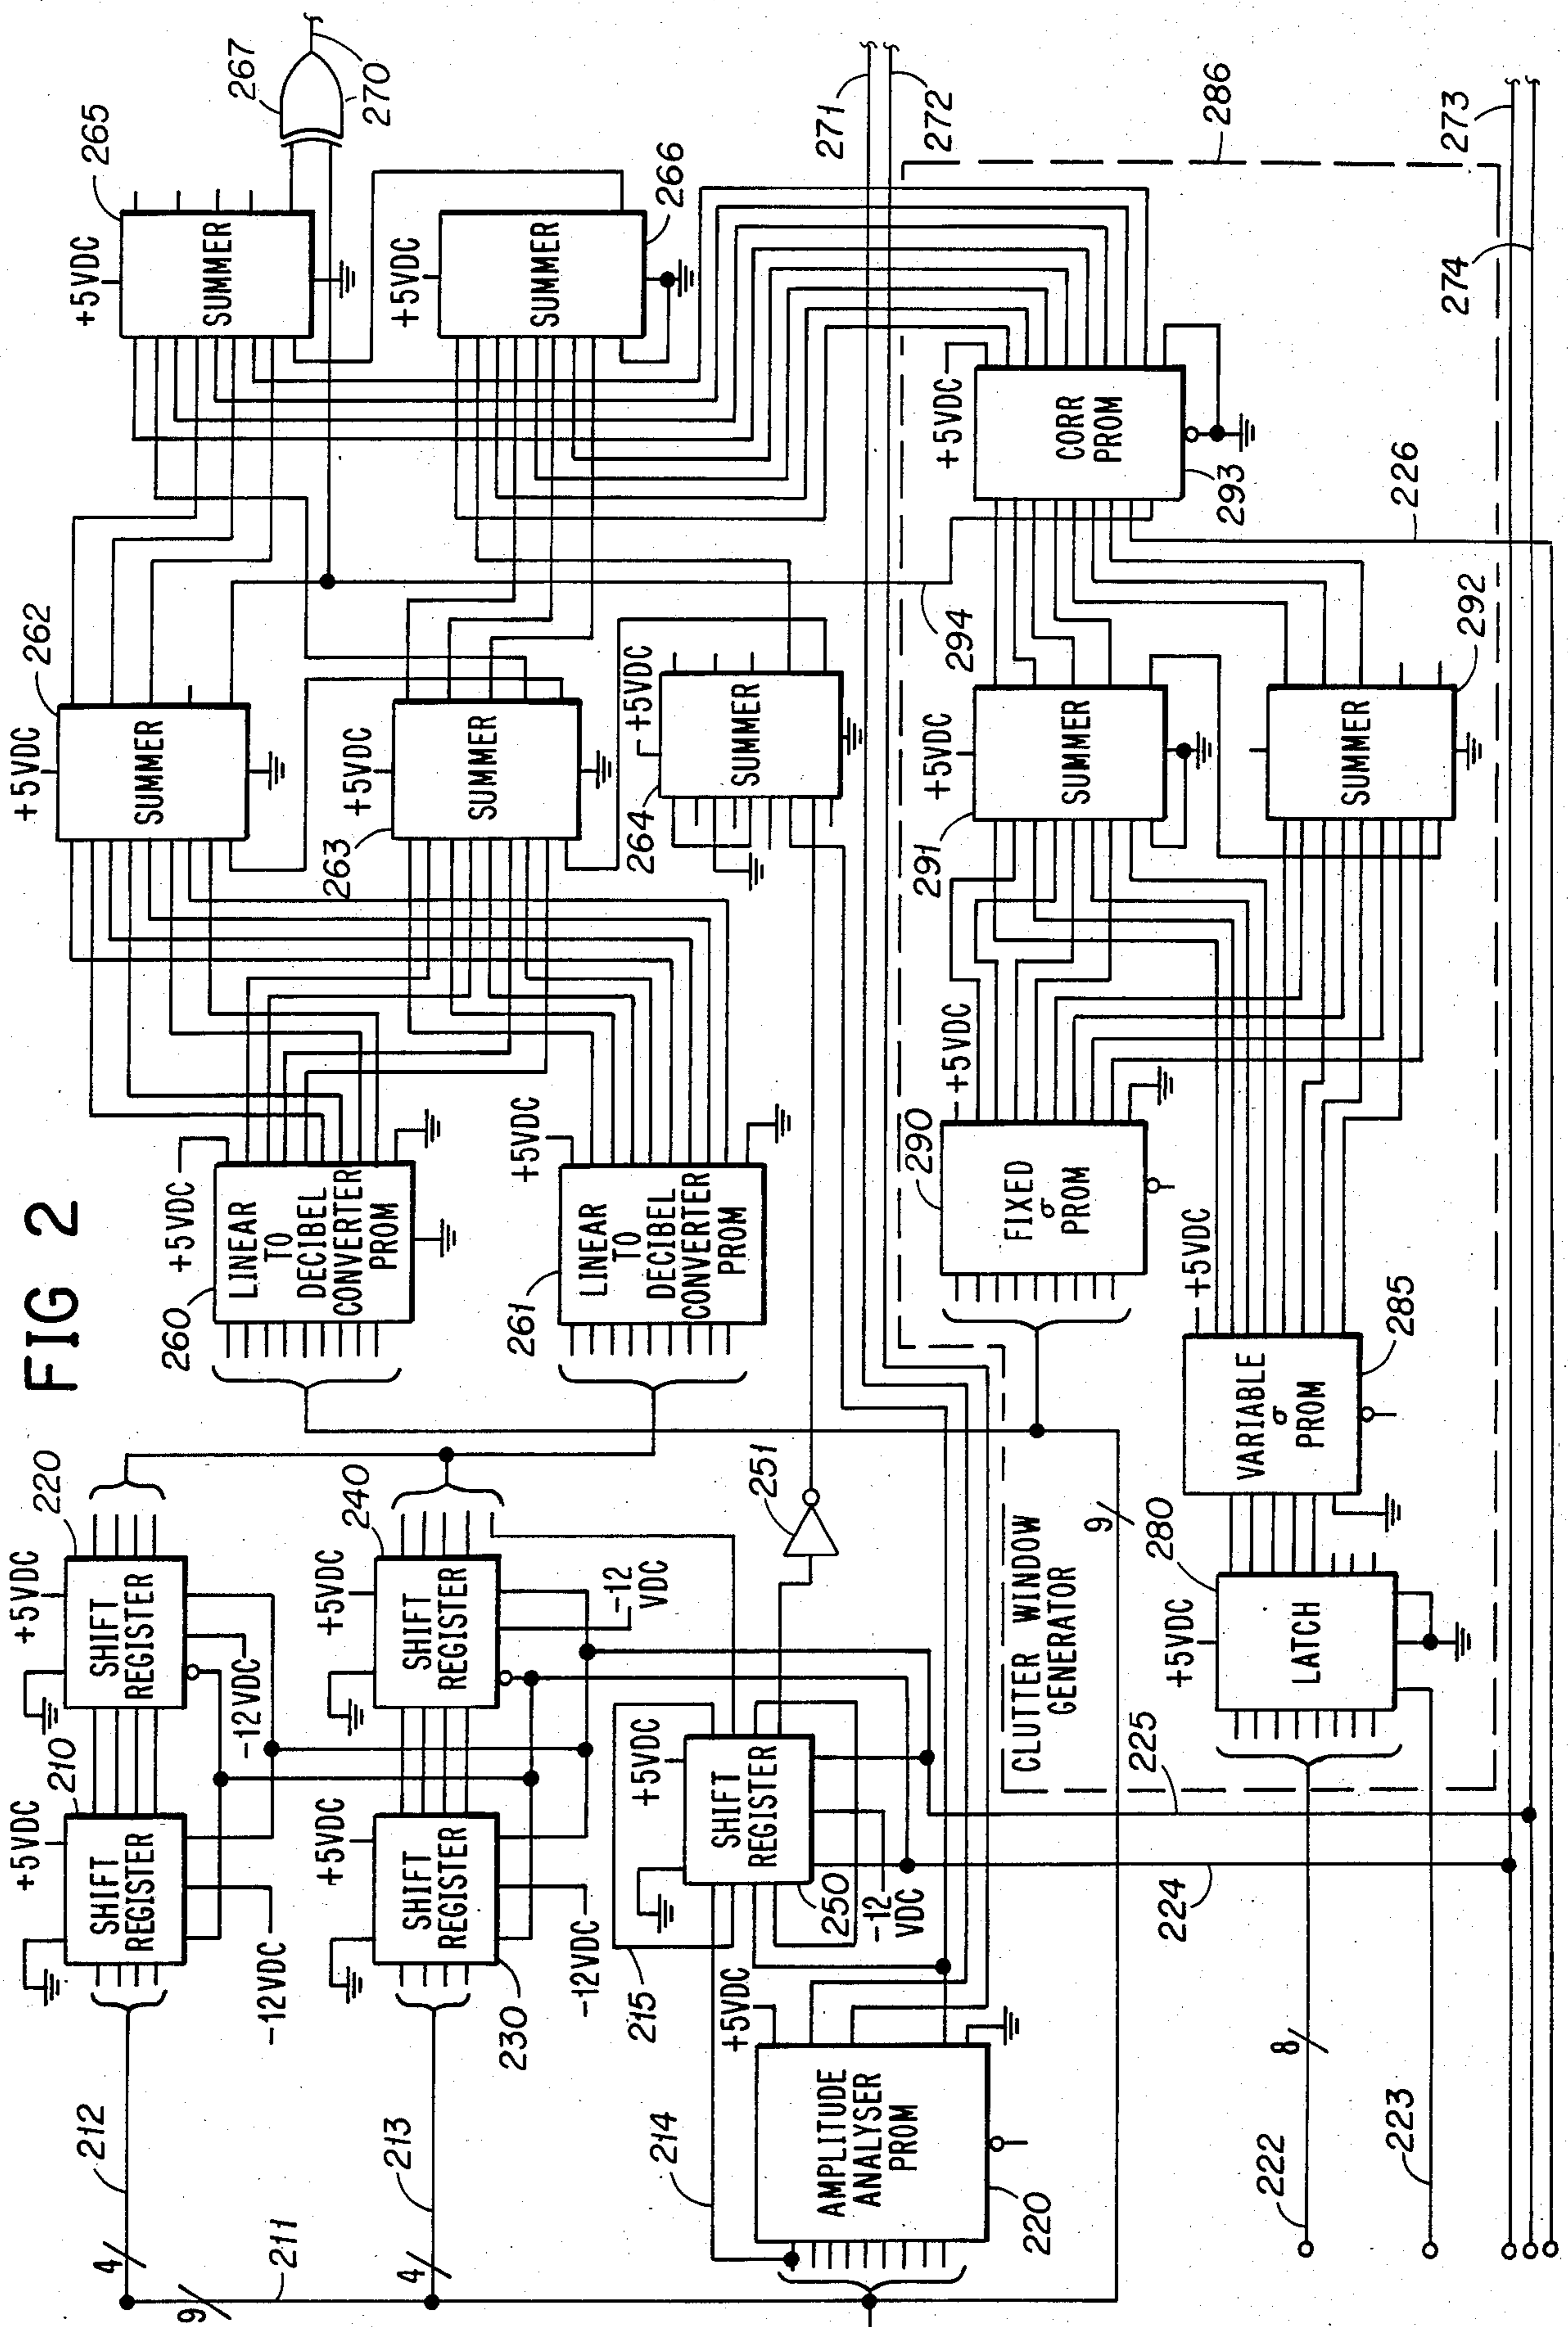 FIG 2
+5VDC
+5VDC
210
220
SHIFT
REGISTER
SHIFT
REGISTER
-12VDC
-12VDC
212
4
211
9
+5VDC
+5VDC
230
240
SHIFT
REGISTER
SHIFT
REGISTER
-12VDC
-12
VDC
213
4
214
215
+5VDC
AMPLITUDE
ANALYSER
PROM
220
+5VDC
SHIFT
REGISTER
250
-12
VDC
251
260
+5VDC
LINEAR
TO
DECIBEL
CONVERTER
PROM
261
+5VDC
LINEAR
TO
DECIBEL
CONVERTER
PROM
+5VDC
262
SUMMER
+5VDC
263
SUMMER
264
+5VDC
SUMMER
+5VDC
265
SUMMER
+5VDC
266
SUMMER
267
270
271
272
286
CLUTTER WINDOW
GENERATOR
9
290
+5VDC
FIXED
σ
PROM
291
+5VDC
SUMMER
292
SUMMER
294
+5VDC
CORR
PROM
293
226
280
+5VDC
LATCH
+5VDC
VARIABLE
σ
PROM
285
225
224
222
8
223
273
274